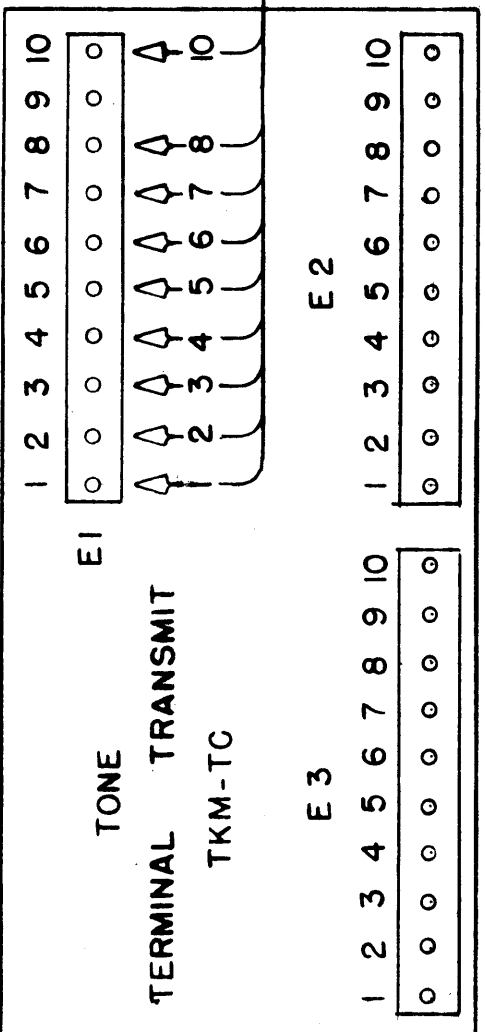 1 2 3 4 5 6 7 8 9 10
E1
1 2 3 4 5 6 7 8 10
TONE
TERMINAL TRANSMIT
TKM-TC
E3
1 2 3 4 5 6 7 8 9 10
E2
1 2 3 4 5 6 7 8 9 10